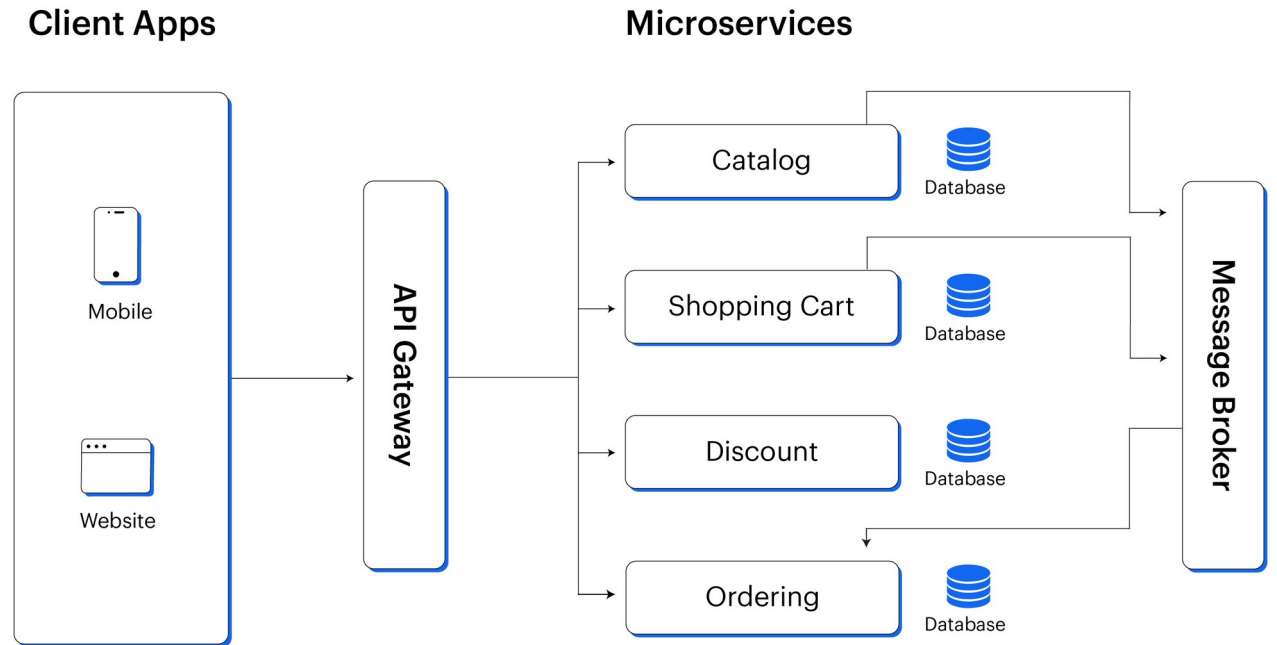 Client Apps
Microservices
Mobile
Website
API Gateway
Catalog
Database
Shopping Cart
Database
Discount
Database
Ordering
Database
Message Broker